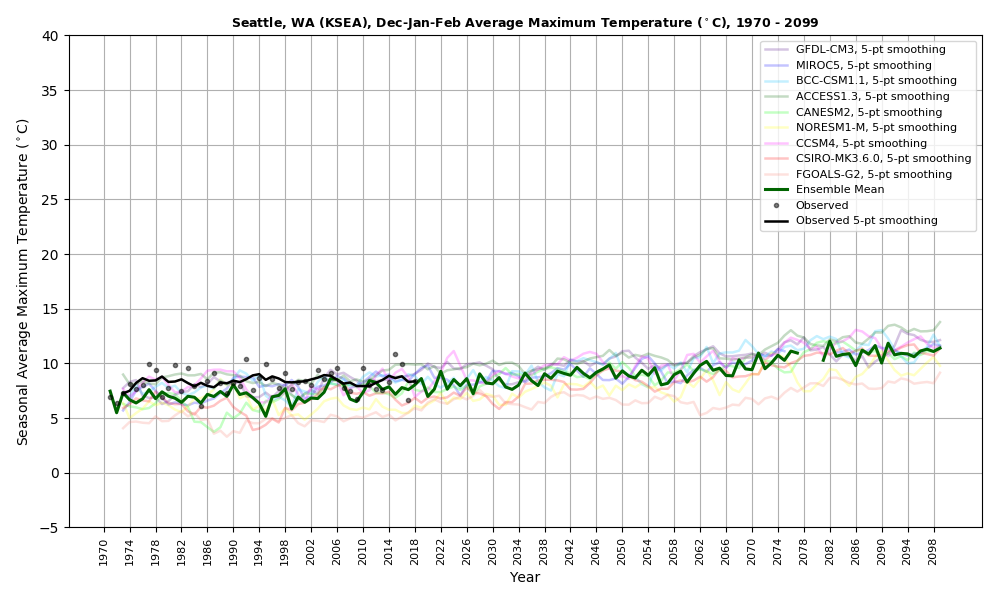 Seattle, WA (KSEA), Dec-Jan-Feb Average Maximum Temperature (°C), 1970 - 2099
GFDL-CM3, 5-pt smoothing
MIROC5, 5-pt smoothing
BCC-CSM1.1, 5-pt smoothing
ACCESS1.3, 5-pt smoothing
CANESM2, 5-pt smoothing
NORESM1-M, 5-pt smoothing
CCSM4, 5-pt smoothing
CSIRO-MK3.6.0, 5-pt smoothing
FGOALS-G2, 5-pt smoothing
Ensemble Mean
Observed
Observed 5-pt smoothing
Seasonal Average Maximum Temperature (°C)
40
35
30
25
20
15
10
5
0
−5
1970
1974
1978
1982
1986
1990
1994
1998
2002
2006
2010
2014
2018
2022
2026
2030
2034
2038
2042
2046
2050
2054
2058
2062
2066
2070
2074
2078
2082
2086
2090
2094
2098
Year